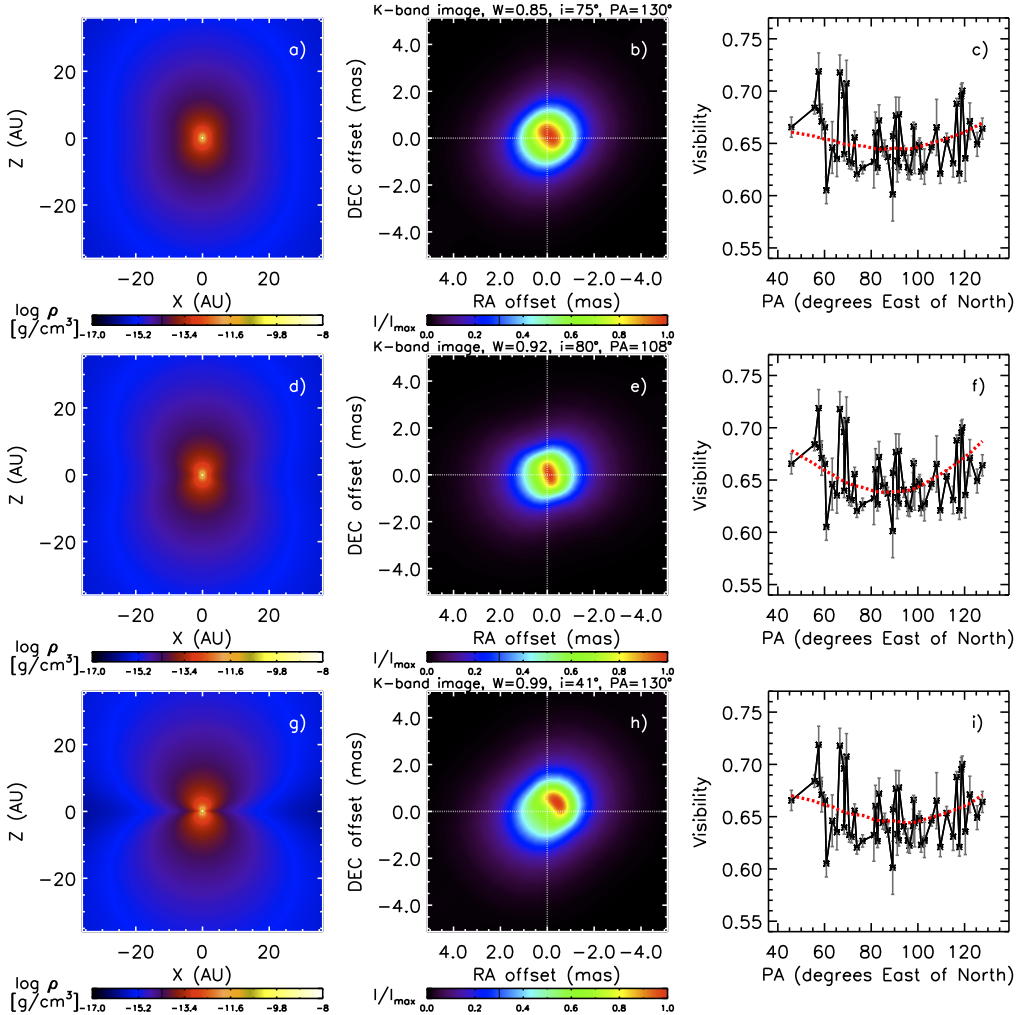 K-band image, W=0.85, i=75°, PA=130°
a)
b)
c)
Z (AU)
20
0
−20
−20 0 20
X (AU)
DEC offset (mas)
4.0
2.0
0.0
−2.0
−4.0
4.0 2.0 0.0 −2.0 −4.0
RA offset (mas)
Visibility
0.75
0.70
0.65
0.60
0.55
40 60 80 100 120
PA (degrees East of North)
log ρ
[g/cm³]
−17.0 −15.2 −13.4 −11.6 −9.8 −8
I/Imax
0.0 0.2 0.4 0.6 0.8 1.0
K-band image, W=0.92, i=80°, PA=108°
d)
e)
f)
Z (AU)
20
0
−20
−20 0 20
X (AU)
DEC offset (mas)
4.0
2.0
0.0
−2.0
−4.0
4.0 2.0 0.0 −2.0 −4.0
RA offset (mas)
Visibility
0.75
0.70
0.65
0.60
0.55
40 60 80 100 120
PA (degrees East of North)
log ρ
[g/cm³]
−17.0 −15.2 −13.4 −11.6 −9.8 −8
I/Imax
0.0 0.2 0.4 0.6 0.8 1.0
K-band image, W=0.99, i=41°, PA=130°
g)
h)
i)
Z (AU)
20
0
−20
−20 0 20
X (AU)
DEC offset (mas)
4.0
2.0
0.0
−2.0
−4.0
4.0 2.0 0.0 −2.0 −4.0
RA offset (mas)
Visibility
0.75
0.70
0.65
0.60
0.55
40 60 80 100 120
PA (degrees East of North)
log ρ
[g/cm³]
−17.0 −15.2 −13.4 −11.6 −9.8 −8
I/Imax
0.0 0.2 0.4 0.6 0.8 1.0